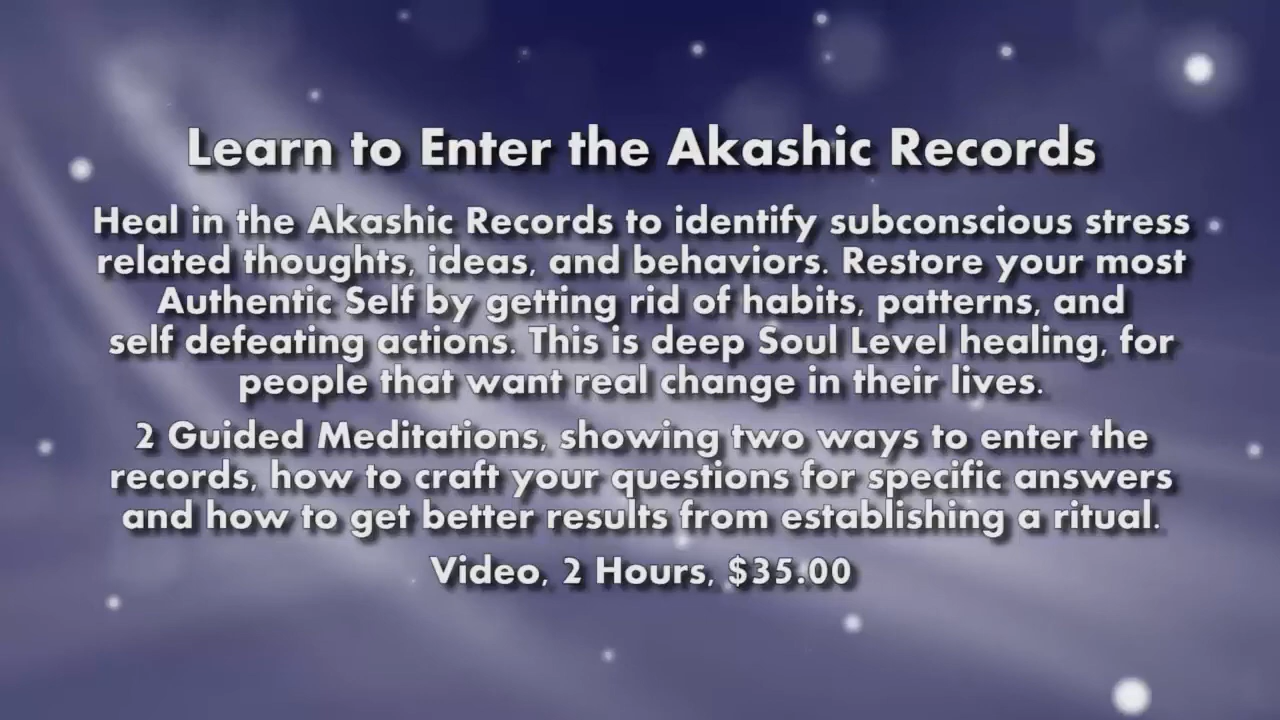 Learn to Enter the Akashic Records
Heal in the Akashic Records to identify subconscious stress
related thoughts, ideas, and behaviors. Restore your most
Authentic Self by getting rid of habits, patterns, and
self defeating actions. This is deep Soul Level healing, for
people that want real change in their lives.
2 Guided Meditations, showing two ways to enter the
records, how to craft your questions for specific answers
and how to get better results from establishing a ritual.
Video, 2 Hours, $35.00